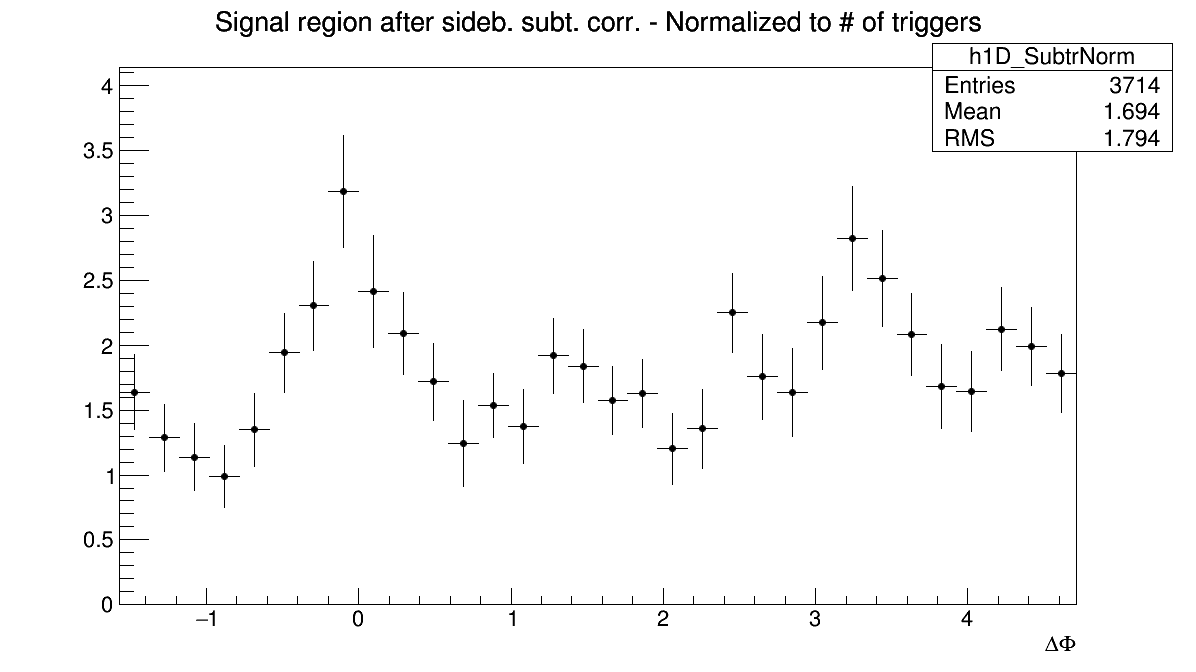 Signal region after sideb. subt. corr. - Normalized to # of triggers
h1D_SubtrNorm
Entries 3714
Mean 1.694
RMS 1.794
4
3.5
3
2.5
2
1.5
1
0.5
0
−1 0 1 2 3 4
ΔΦ